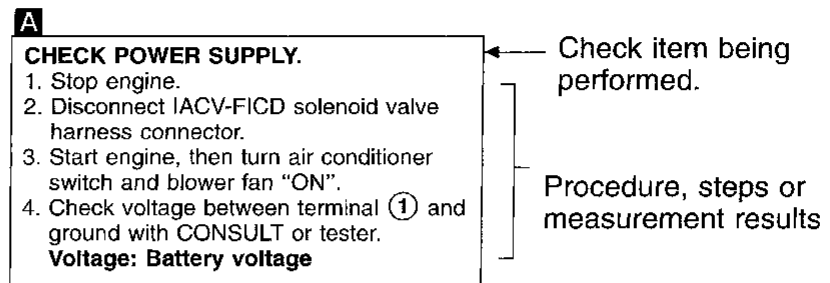 A
CHECK POWER SUPPLY.
1. Stop engine.
2. Disconnect IACV-FICD solenoid valve
harness connector.
3. Start engine, then turn air conditioner
switch and blower fan “ON”.
4. Check voltage between terminal ① and
ground with CONSULT or tester.
Voltage: Battery voltage
Check item being
performed.
Procedure, steps or
measurement results